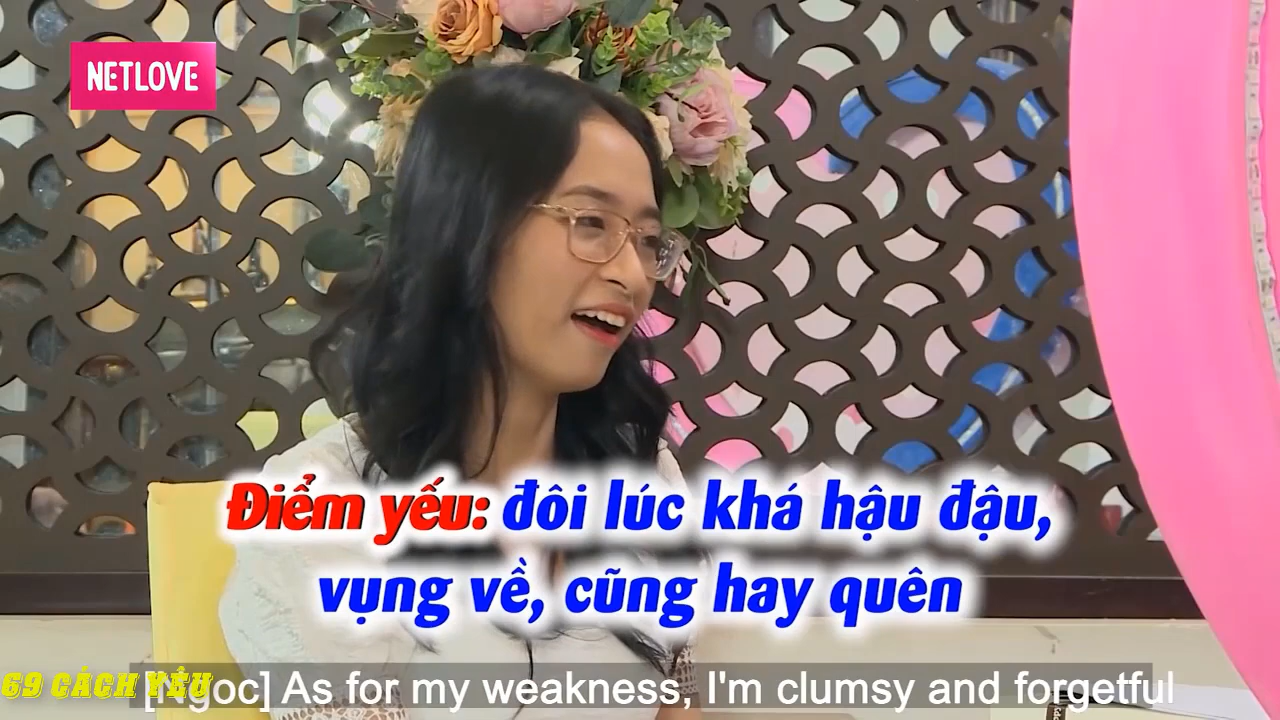 NETLOVE
Điểm yếu: đôi lúc khá hậu đậu,
vụng về, cũng hay quên
69 CÁCH YÊU
[Ngọc] As for my weakness, I'm clumsy and forgetful